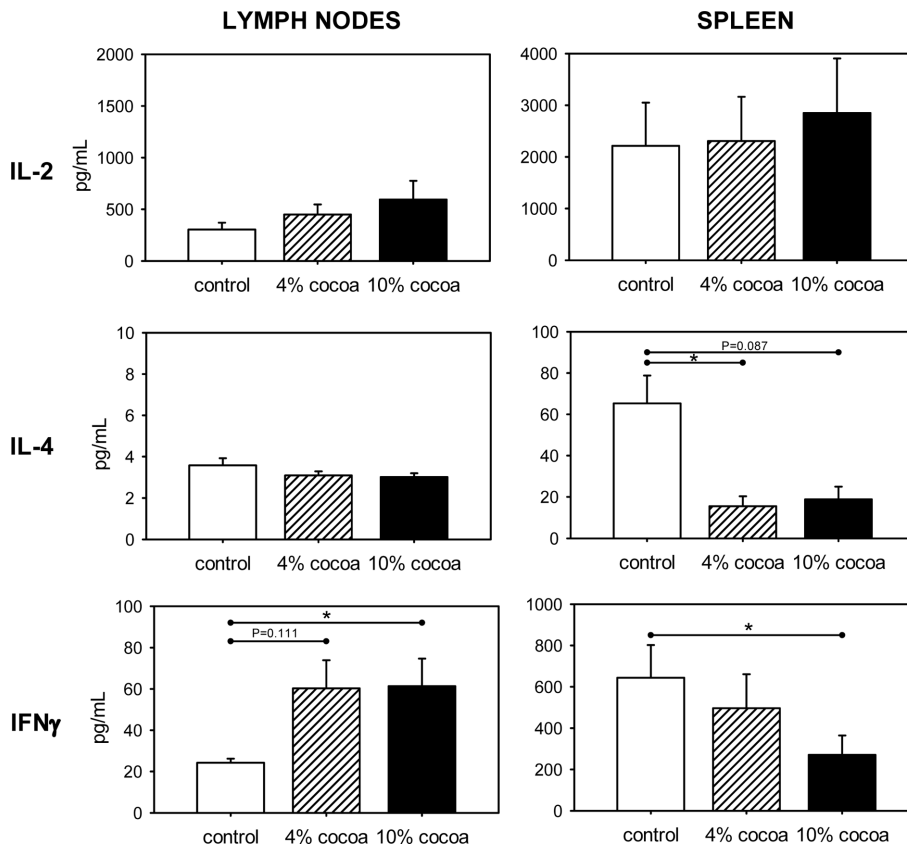 LYMPH NODES SPLEEN
IL-2
pg/mL
2000
1500
1000
500
0
control 4% cocoa 10% cocoa
4000
3000
2000
1000
0
control 4% cocoa 10% cocoa
IL-4
pg/mL
10
8
6
4
2
0
control 4% cocoa 10% cocoa
100
80
60
40
20
0
P=0.087
*
control 4% cocoa 10% cocoa
IFNγ
pg/mL
100
80
60
40
20
0
*
P=0.111
control 4% cocoa 10% cocoa
1000
800
600
400
200
0
*
control 4% cocoa 10% cocoa